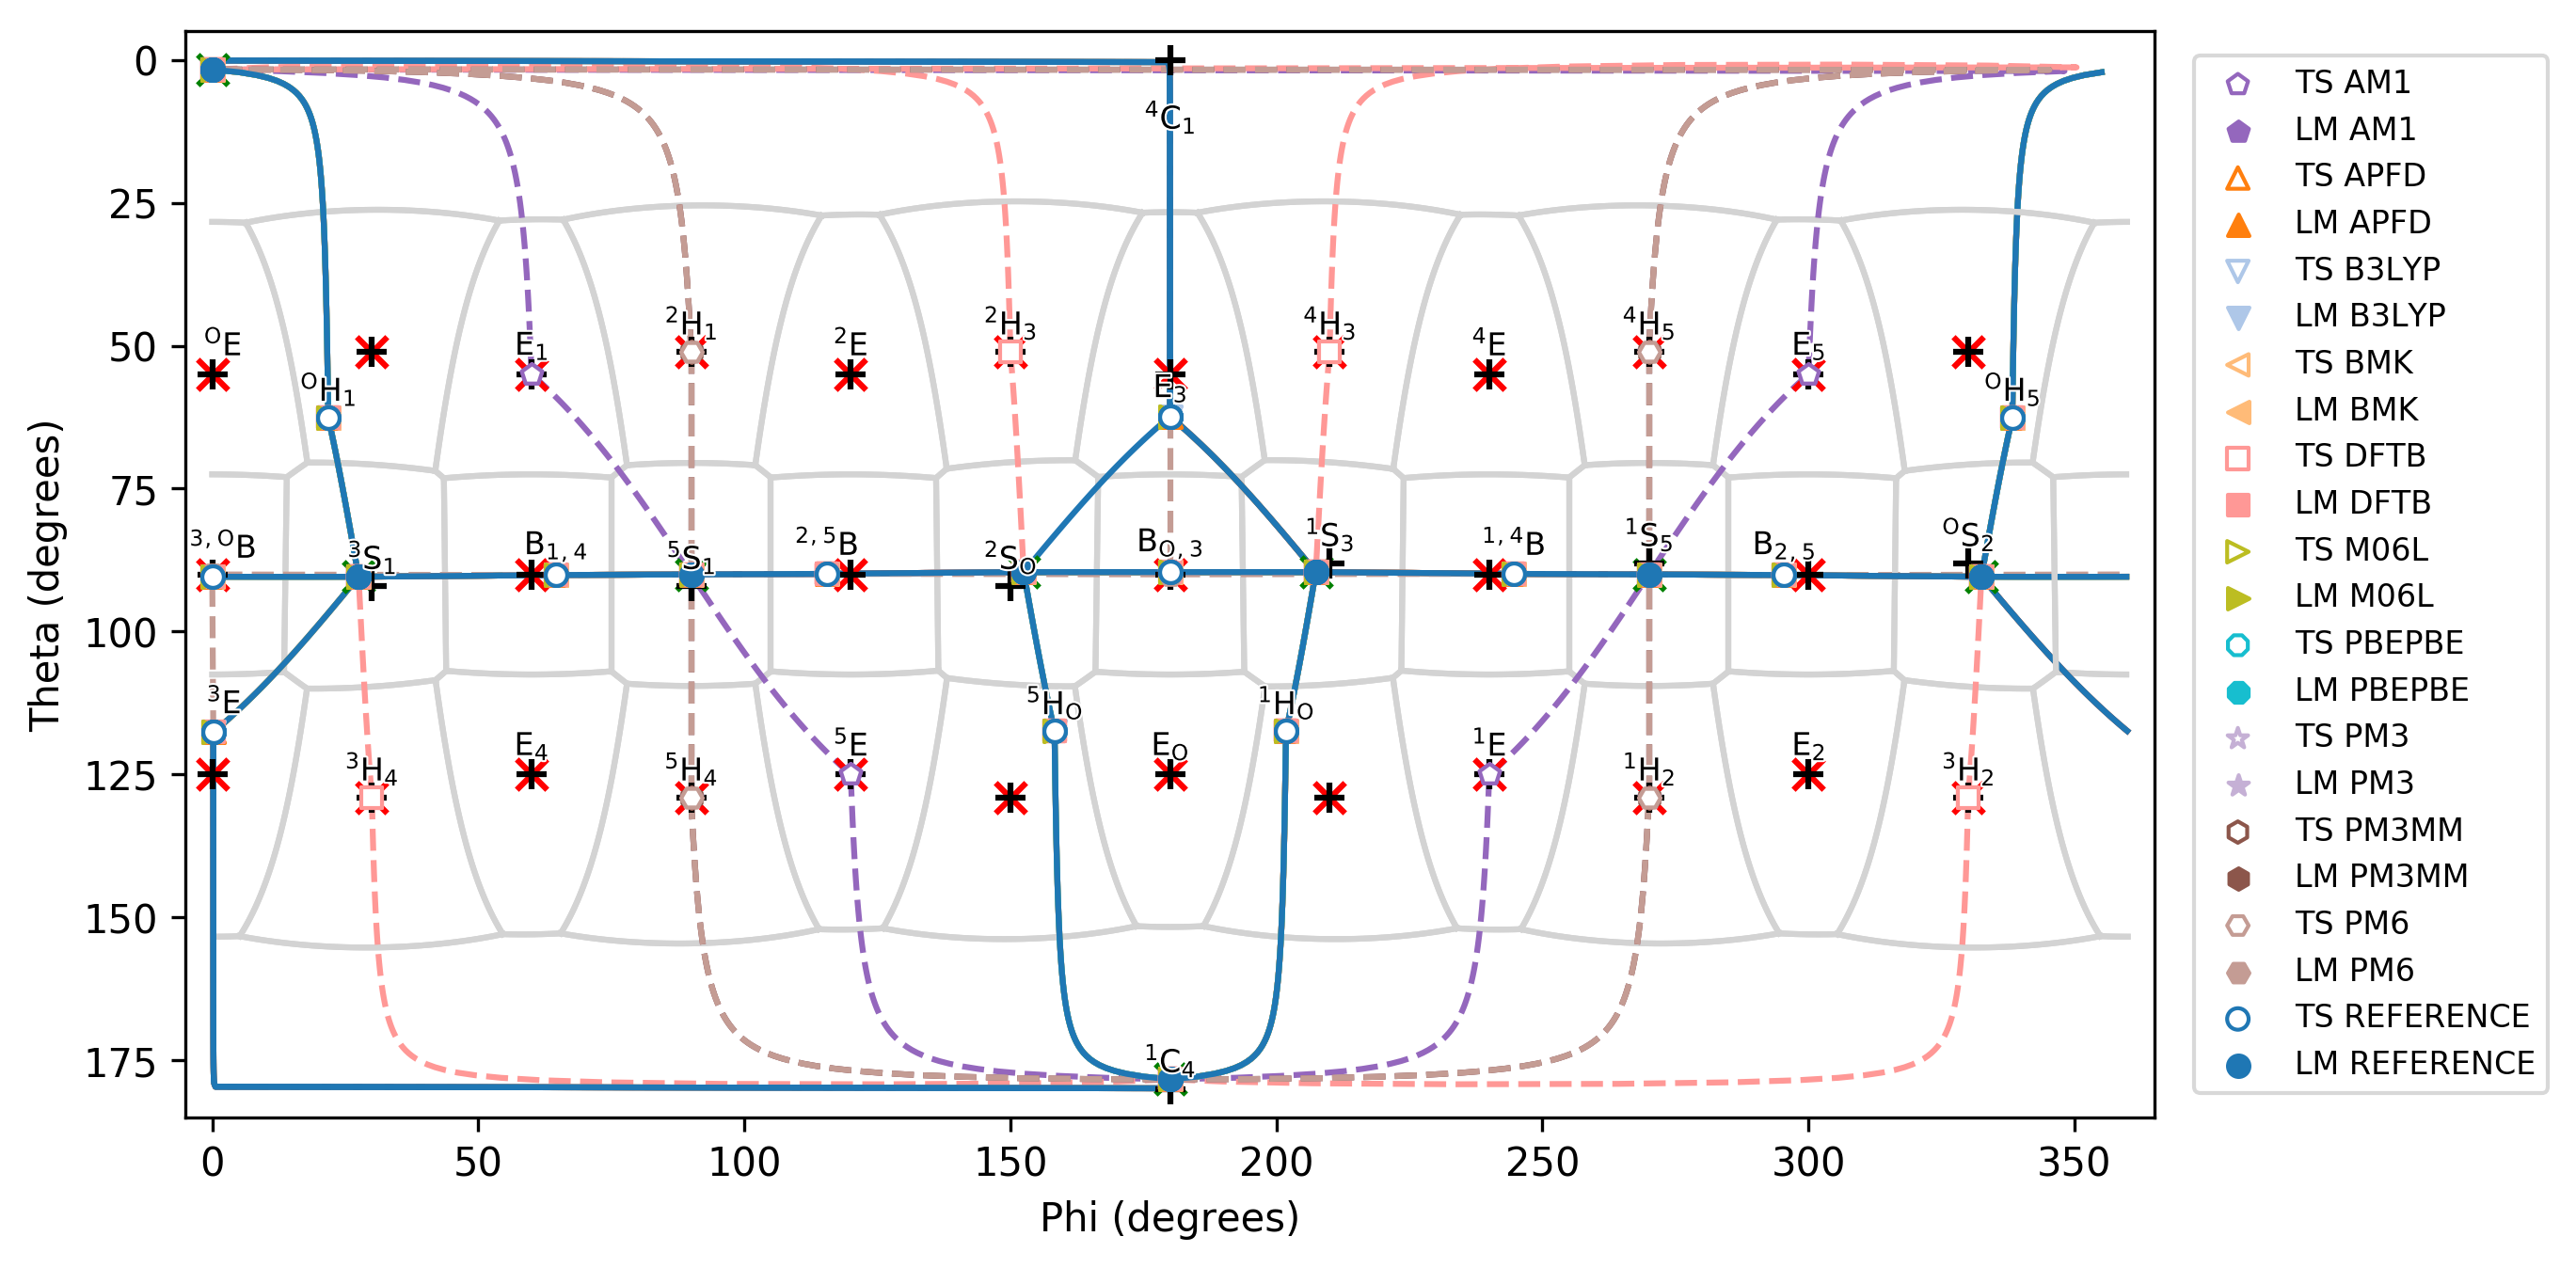 0
25
50
75
100
125
150
175
Theta (degrees)
0
50
100
150
200
250
300
350
Phi (degrees)
⁴C₁
ᴼE
E₁
²H₁
²E
²H₃
⁴H₃
⁴E
⁴H₅
E₅
ᴼH₁
E₃
ᴼH₅
³,ᴼB
³S₁
B₁,₄
⁵S₁
²,⁵B
²S₀
B_O,₃
¹S₃
¹,⁴B
¹S₅
B₂,₅
ᴼS₂
³E
³H₄
E₄
⁵H₄
⁵E
⁵H_O
E_O
¹H_O
¹E
¹H₂
E₂
³H₂
¹C₄
TS AM1
LM AM1
TS APFD
LM APFD
TS B3LYP
LM B3LYP
TS BMK
LM BMK
TS DFTB
LM DFTB
TS M06L
LM M06L
TS PBEPBE
LM PBEPBE
TS PM3
LM PM3
TS PM3MM
LM PM3MM
TS PM6
LM PM6
TS REFERENCE
LM REFERENCE